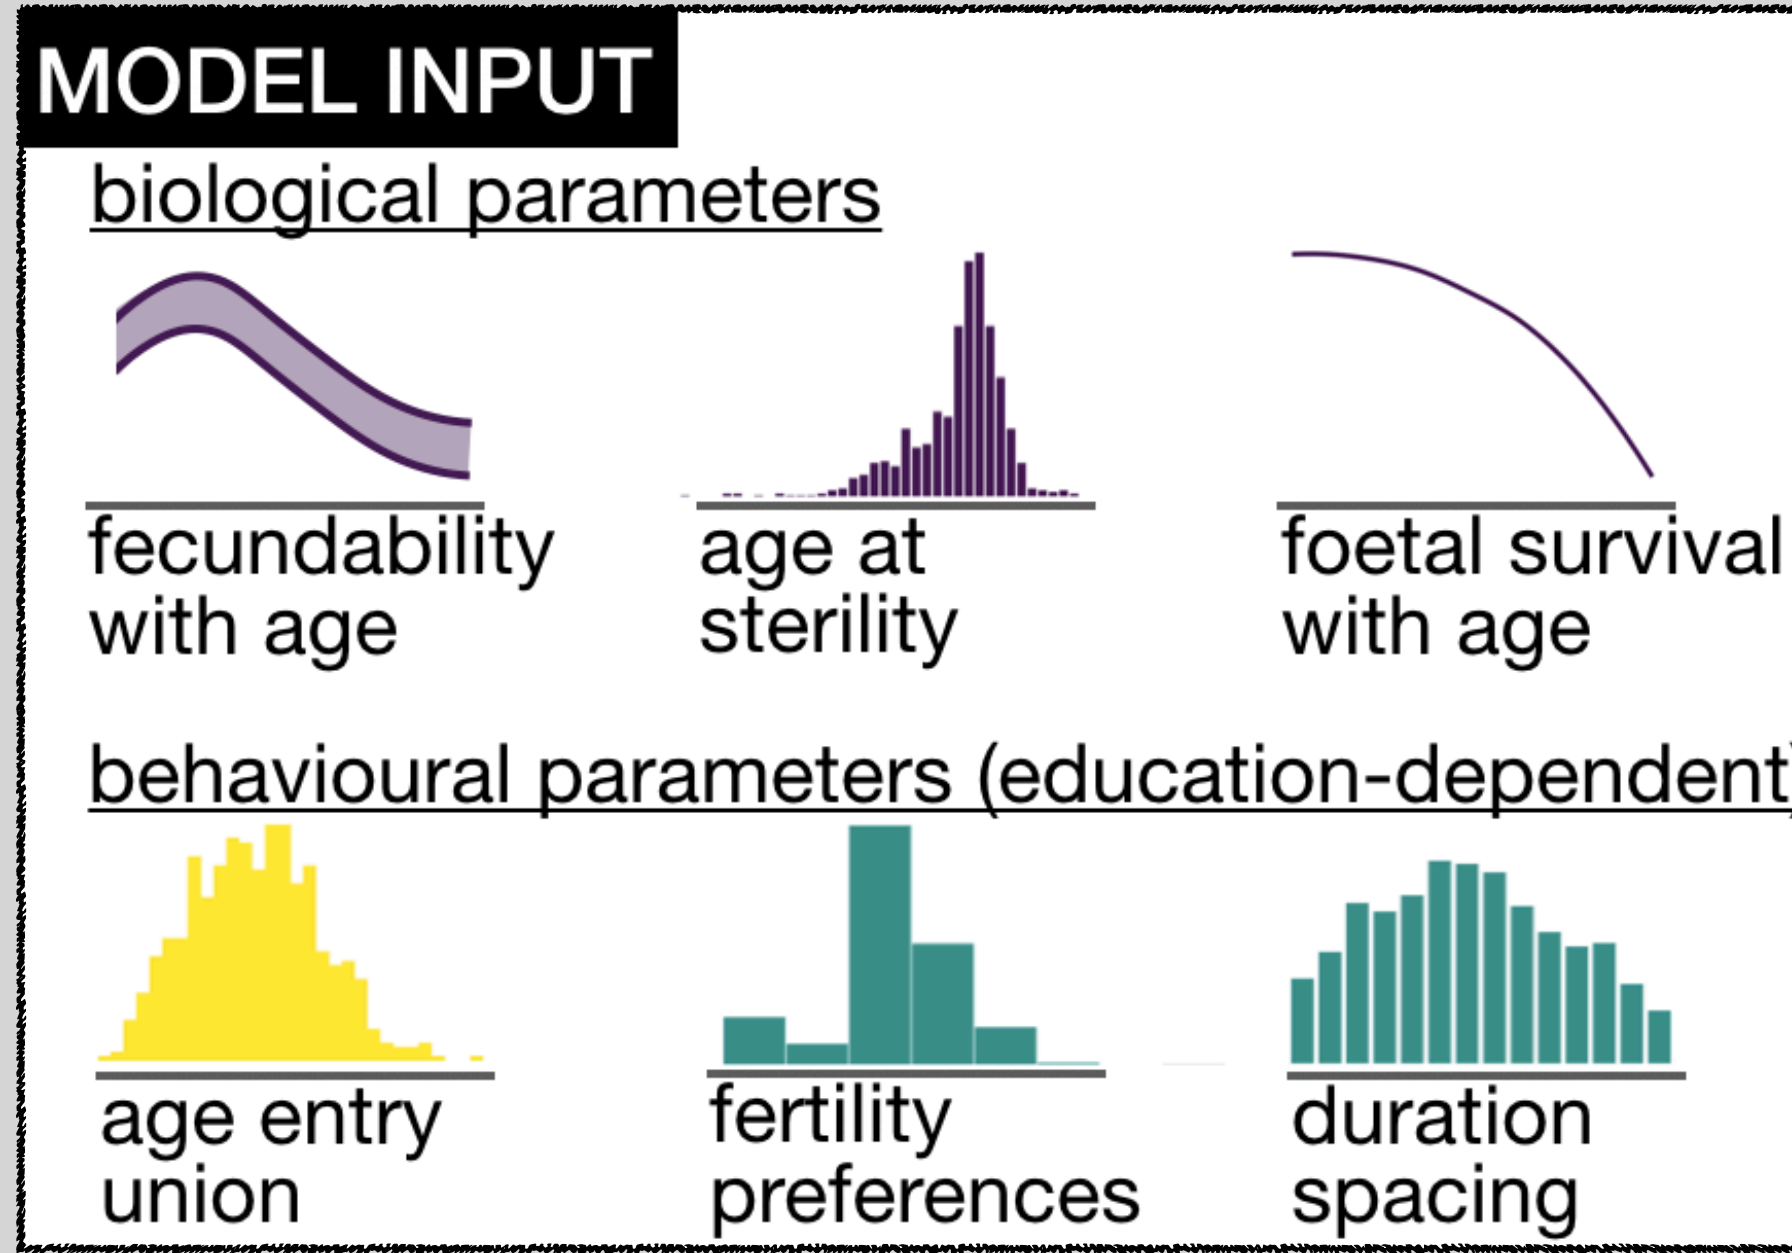 MODEL INPUT
biological parameters
fecundability
with age
age at
sterility
foetal survival
with age
behavioural parameters (education-dependent)
age entry
union
fertility
preferences
duration
spacing